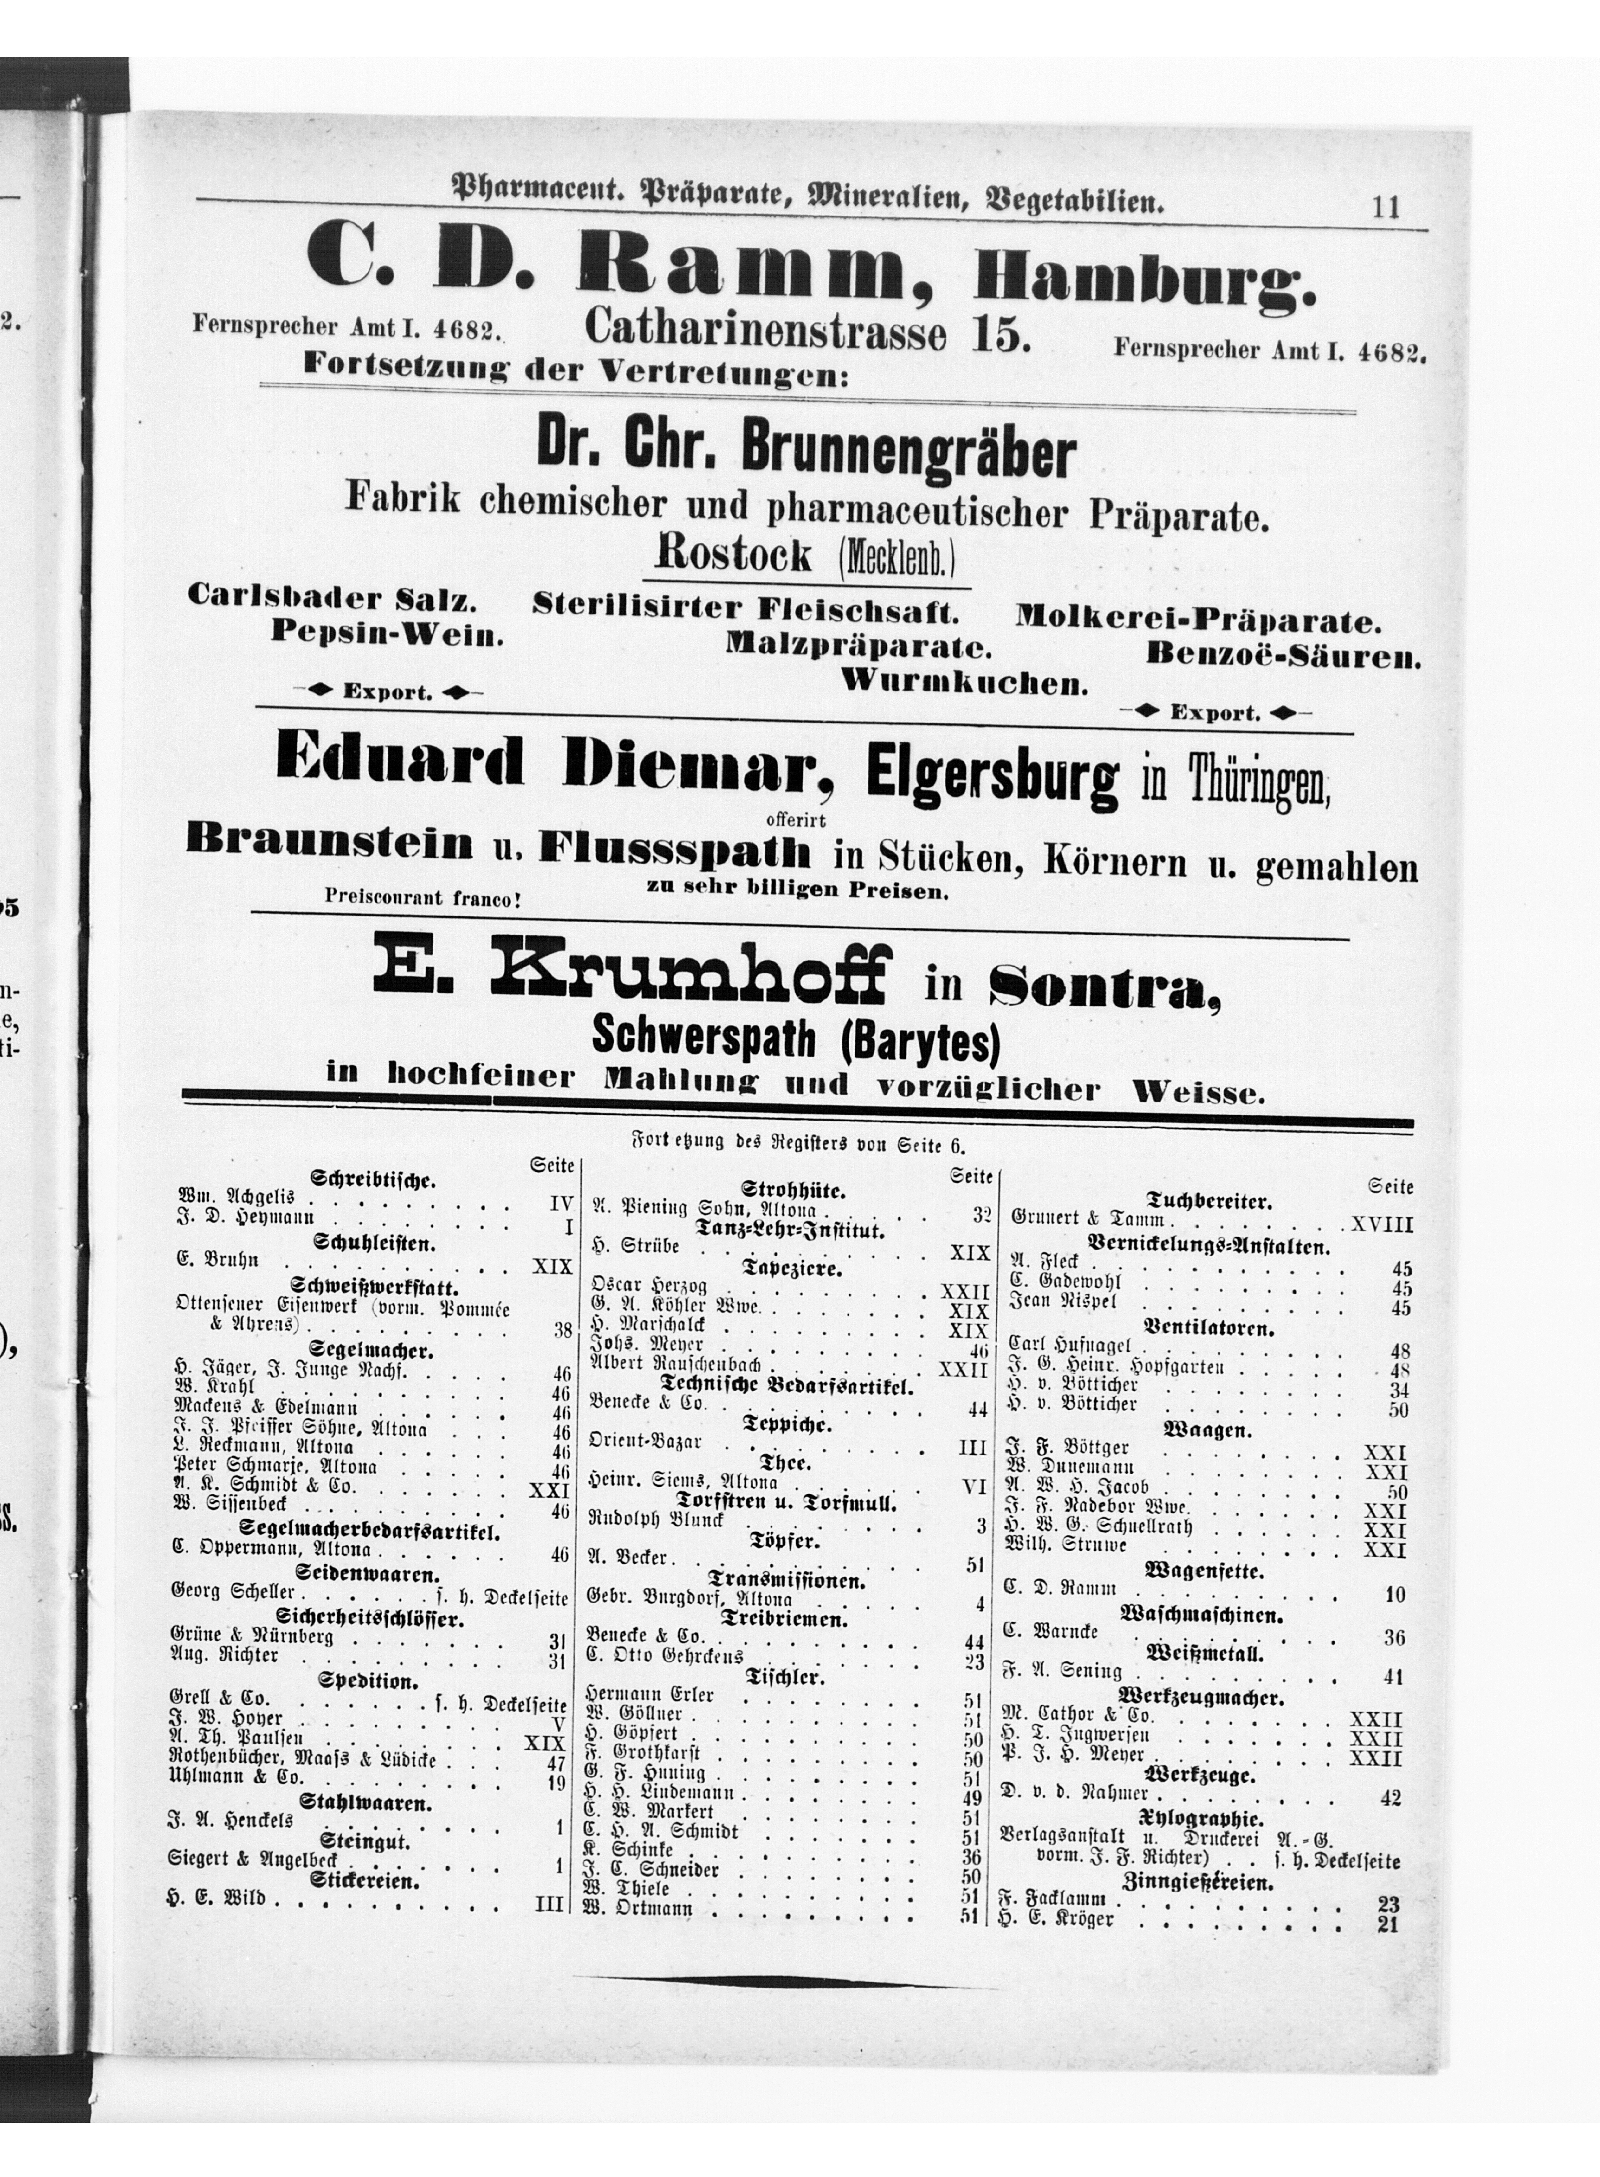 Pharmaceut. Präparate, Mineralien, Vegetabilien. 11
C. D. Ramm, Hamburg.
Fernsprecher Amt I. 4682. Catharinenstrasse 15. Fernsprecher Amt I. 4682.
Fortsetzung der Vertretungen:
Dr. Chr. Brunnengräber
Fabrik chemischer und pharmaceutischer Präparate.
Rostock (Mecklenb.)
Carlsbader Salz. Sterilisirter Fleischsaft. Molkerei-Präparate.
Pepsin-Wein. Malzpräparate. Benzoë-Säuren.
Wurmkuchen.
Export. Export.
Eduard Diemar, Elgersburg in Thüringen,
offerirt
Braunstein u. Flussspath in Stücken, Körnern u. gemahlen
Preiscourant franco! zu sehr billigen Preisen.
E. Krumhoff in Sontra,
Schwerspath (Barytes)
in hochfeiner Mahlung und vorzüglicher Weisse.
Fort etzung des Registers von Seite 6.
Seite
Schreibtische.
Wm. Achgelis . . . . . . . . IV
J. D. Heymann . . . . . . . I
Schuhleisten.
E. Bruhn . . . . . . . . . . XIX
Schweißwerkstatt.
Ottensener Eisenwerk (vorm. Pommée
& Ahrens) . . . . . . . . . 38
Segelmacher.
H. Jäger, J. Junge Nachf. . . . . . 46
W. Krahl . . . . . . . . . . 46
Mackens & Edelmann . . . . . . 46
J. J. Pfeiffer Söhne, Altona . . . 46
L. Reckmann, Altona . . . . . . 46
Peter Schmarje, Altona . . . . . 46
A. K. Schmidt & Co. . . . . . . XXI
W. Sissenbeck . . . . . . . . . 46
Segelmacherbedarfsartikel.
C. Oppermann, Altona . . . . . . 46
Seidenwaaren.
Georg Scheller . . . . . . s. h. Deckelseite
Sicherheitsschlösser.
Grüne & Nürnberg . . . . . . . 31
Aug. Richter . . . . . . . . . 31
Spedition.
Grell & Co. . . . . . . s. h. Deckelseite
J. W. Hoyer . . . . . . . . . V
A. Th. Paulsen . . . . . . . . XIX
Rothenbücher, Maass & Lüdicke . . . 47
Uhlmann & Co. . . . . . . . . 19
Stahlwaaren.
J. A. Henckels . . . . . . . . 1
Steingut.
Siegert & Angelbeck . . . . . . . 1
Stickereien.
H. E. Wild . . . . . . . . . . III
Seite
Strohhüte.
A. Piening Sohn, Altona . . . . . 32
Tanz-Lehr-Institut.
H. Strübe . . . . . . . . . . XIX
Tapeziere.
Oscar Herzog . . . . . . . . . XXII
G. A. Köhler Wwe. . . . . . . . XIX
H. Marschalck . . . . . . . . . XIX
Johs. Meyer . . . . . . . . . 46
Albert Rauschenbach . . . . . . . XXII
Technische Bedarfsartikel.
Benecke & Co. . . . . . . . . . 44
Teppiche.
Orient-Bazar . . . . . . . . . III
Thee.
Heinr. Siems, Altona . . . . . . VI
Torfstreu u. Torfmull.
Rudolph Blunck . . . . . . . . 3
Töpfer.
A. Becker. . . . . . . . . . . 51
Transmissionen.
Gebr. Burgdorf, Altona . . . . . . 4
Treibriemen.
Benecke & Co. . . . . . . . . . 44
C. Otto Gehrckens . . . . . . . 23
Tischler.
Hermann Erler . . . . . . . . 51
W. Göllner . . . . . . . . . . 51
H. Göpfert . . . . . . . . . . 50
F. Grothkarst . . . . . . . . . 50
G. F. Huning . . . . . . . . . 51
H. H. Lindemann . . . . . . . . 49
C. W. Markert . . . . . . . . 51
C. H. A. Schmidt . . . . . . . 51
K. Schinke . . . . . . . . . . 36
J. C. Schneider . . . . . . . . 50
W. Thiele . . . . . . . . . . 51
W. Ortmann . . . . . . . . . 51
Seite
Tuchbereiter.
Grunert & Tamm . . . . . . . . XVIII
Vernickelungs-Anstalten.
A. Fleck . . . . . . . . . . . 45
C. Gadewohl . . . . . . . . . 45
Jean Nispel . . . . . . . . . 45
Ventilatoren.
Carl Hufnagel . . . . . . . . . 48
J. G. Heinr. Hopfgarten . . . . . 48
H. v. Bötticher . . . . . . . . 34
H. v. Bötticher . . . . . . . . 50
Waagen.
J. F. Böttger . . . . . . . . . XXI
W. Dunemann . . . . . . . . . XXI
A. W. H. Jacob . . . . . . . . 50
J. F. Nadebor Wwe. . . . . . . . XXI
H. W. G. Schnellrath . . . . . . XXI
Wilh. Struwe . . . . . . . . . XXI
Wagenfette.
C. D. Ramm . . . . . . . . . 10
Waschmaschinen.
C. Warncke . . . . . . . . . . 36
Weißmetall.
F. A. Sening . . . . . . . . . 41
Werkzeugmacher.
M. Cathor & Co. . . . . . . . . XXII
H. T. Ingwersen . . . . . . . . XXII
P. J. H. Meyer . . . . . . . . XXII
Werkzeuge.
D. v. d. Nahmer . . . . . . . . 42
Xylographie.
Verlagsanstalt u. Druckerei A.-G.
vorm. J. F. Richter) . . s. h. Deckelseite
Zinngießereien.
F. Facklamm . . . . . . . . . 23
H. E. Kröger . . . . . . . . . 21